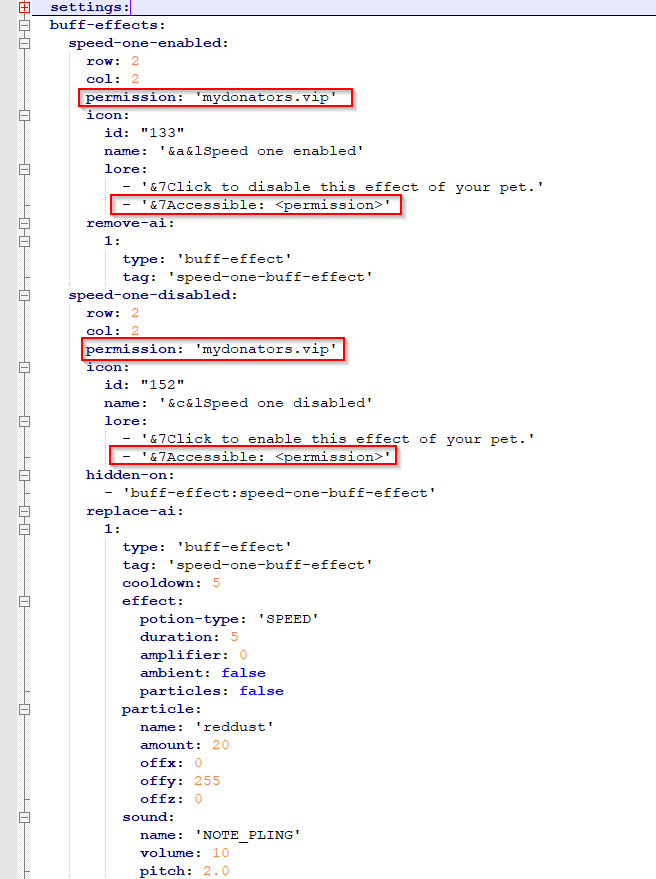 settings:
buff-effects:
speed-one-enabled:
row: 2
col: 2
permission: 'mydonators.vip'
icon:
id: "133"
name: '&a&lSpeed one enabled'
lore:
- '&7Click to disable this effect of your pet.'
- '&7Accessible: <permission>'
remove-ai:
1:
type: 'buff-effect'
tag: 'speed-one-buff-effect'
speed-one-disabled:
row: 2
col: 2
permission: 'mydonators.vip'
icon:
id: "152"
name: '&c&lSpeed one disabled'
lore:
- '&7Click to enable this effect of your pet.'
- '&7Accessible: <permission>'
hidden-on:
- 'buff-effect:speed-one-buff-effect'
replace-ai:
1:
type: 'buff-effect'
tag: 'speed-one-buff-effect'
cooldown: 5
effect:
potion-type: 'SPEED'
duration: 5
amplifier: 0
ambient: false
particles: false
particle:
name: 'reddust'
amount: 20
offx: 0
offy: 255
offz: 0
sound:
name: 'NOTE_PLING'
volume: 10
pitch: 2.0